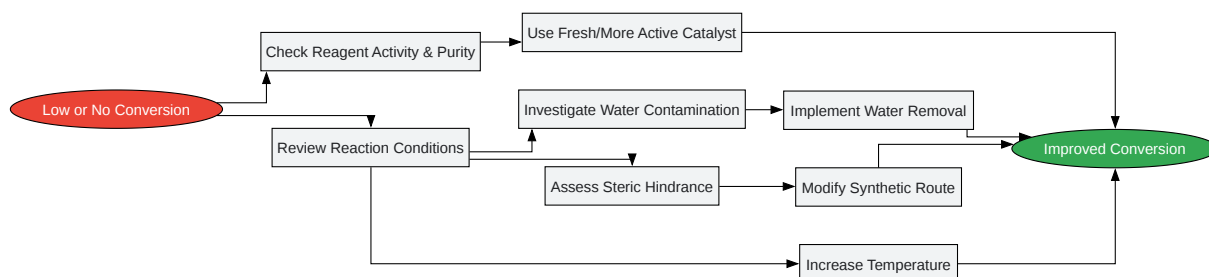 Use Fresh/More Active Catalyst
Check Reagent Activity & Purity
Low or No Conversion
Investigate Water Contamination
Implement Water Removal
Review Reaction Conditions
Improved Conversion
Assess Steric Hindrance
Modify Synthetic Route
Increase Temperature